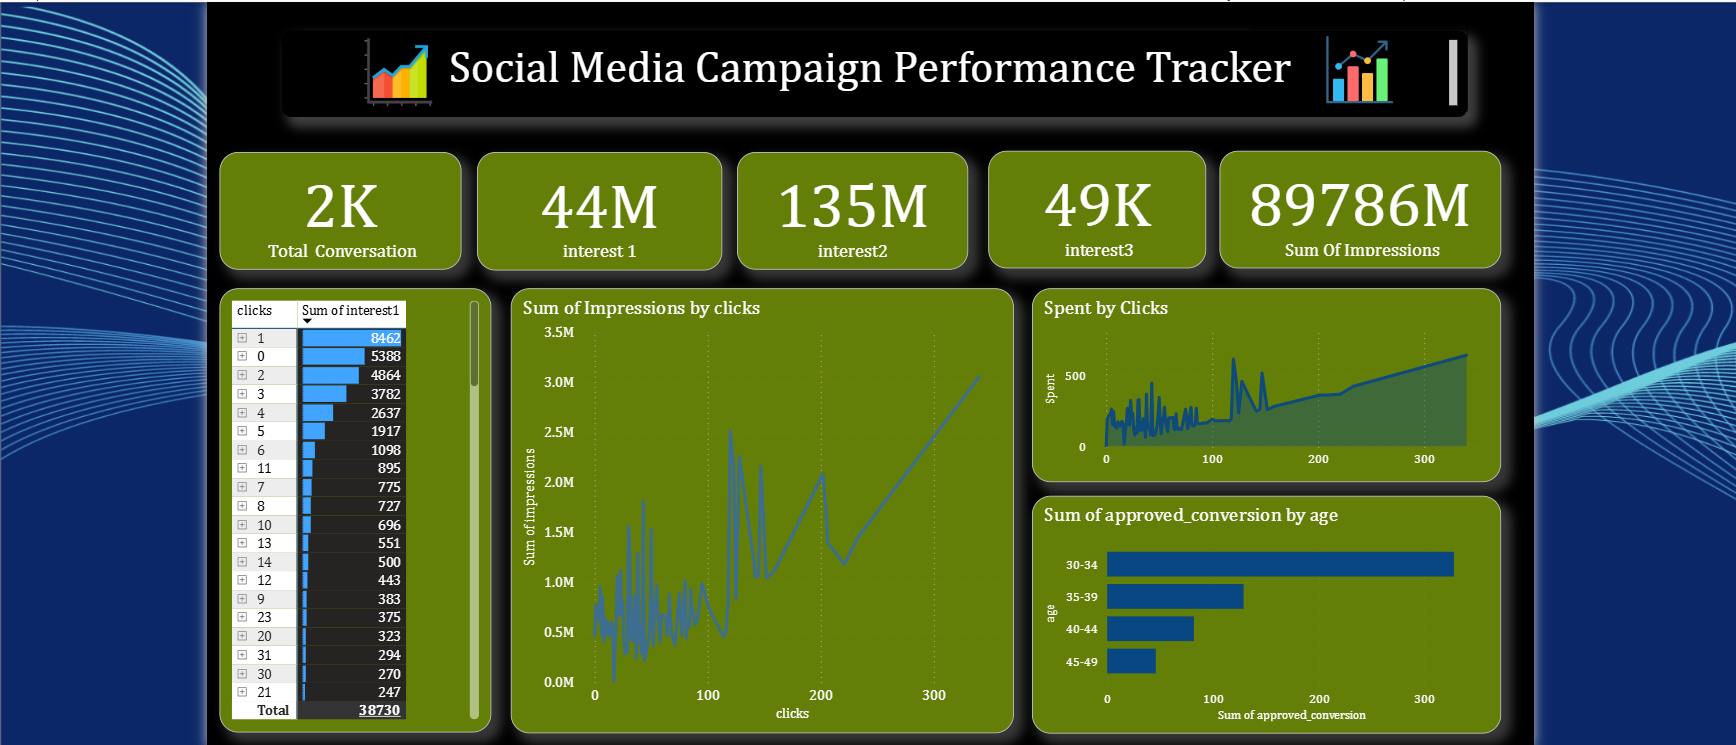 Social Media Campaign Performance Tracker
2K
Total Conversation
44M
interest 1
135M
interest2
49K
interest3
89786M
Sum Of Impressions
clicks Sum of interest1
1 8462
0 5388
2 4864
3 3782
4 2637
5 1917
6 1098
11 895
7 775
8 727
10 696
13 551
14 500
12 443
9 383
23 375
20 323
31 294
30 270
21 247
Total 38730
Sum of Impressions by clicks
Sum of impressions
3.5M
3.0M
2.5M
2.0M
1.5M
1.0M
0.5M
0.0M
0 100 200 300
clicks
Spent by Clicks
Spent
500
0
0 100 200 300
Sum of approved_conversion by age
age
30-34
35-39
40-44
45-49
0 100 200 300
Sum of approved_conversion